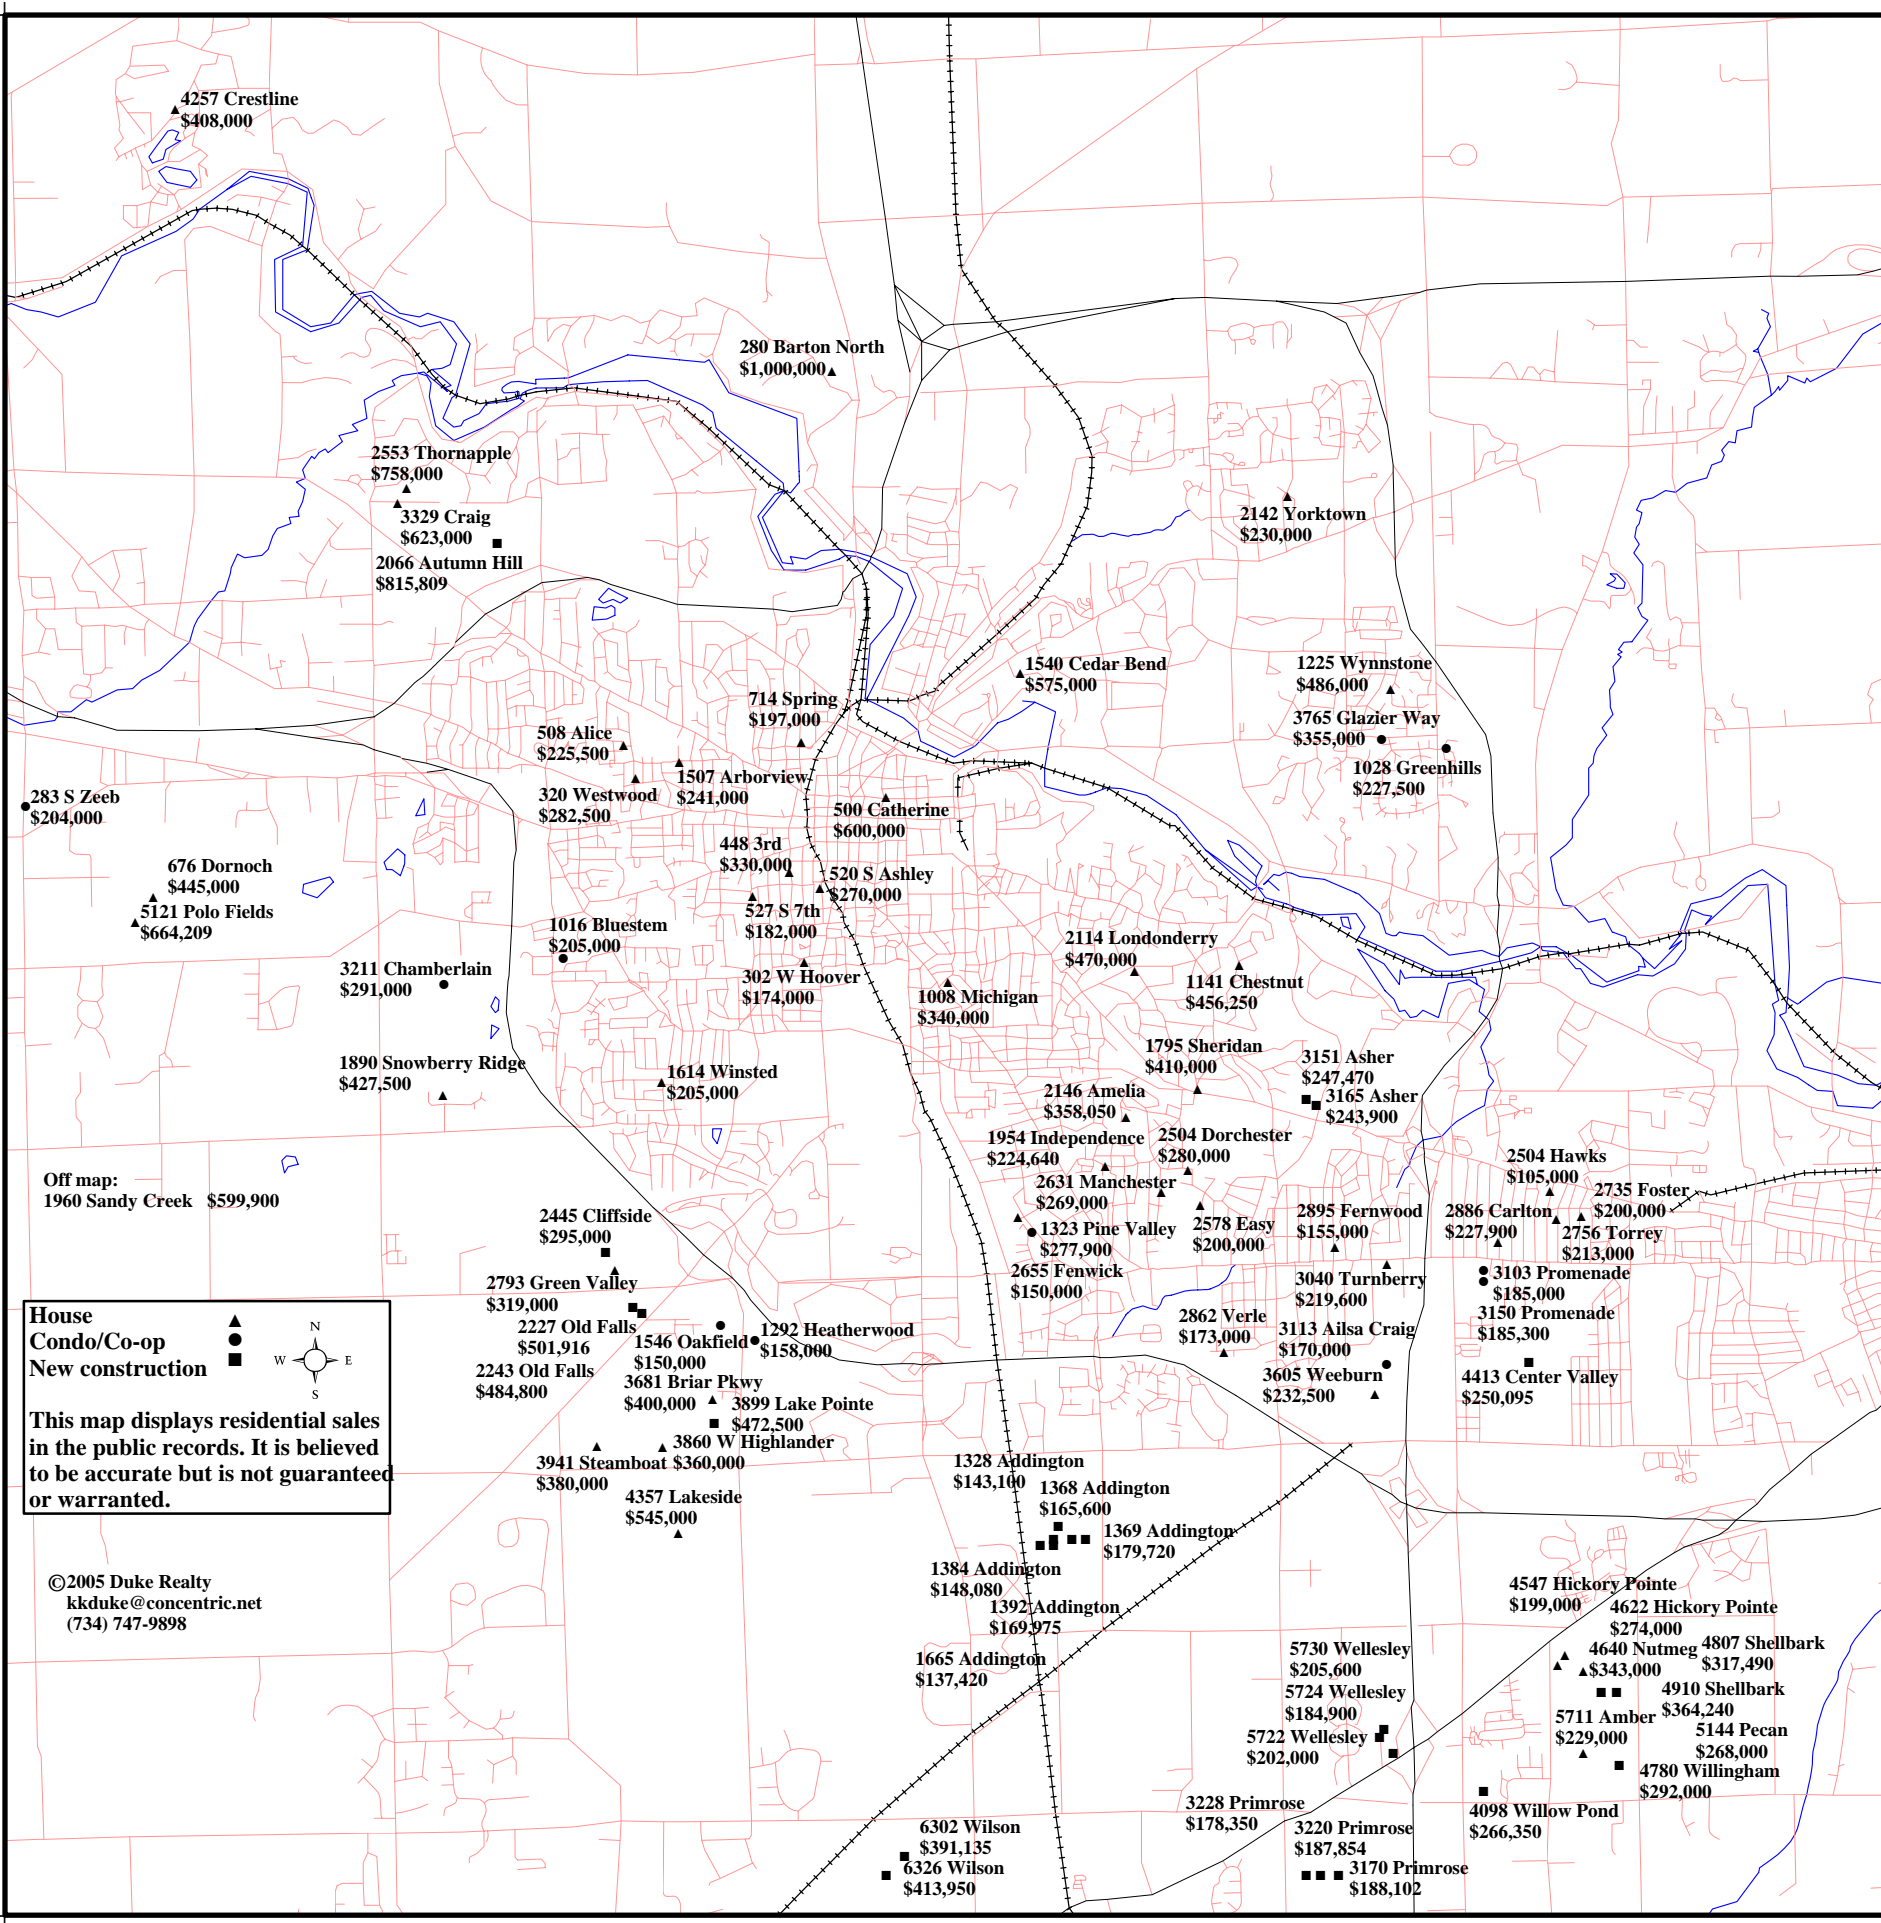 4257 Crestline
$408,000
280 Barton North
$1,000,000
2553 Thornapple
$758,000
3329 Craig
$623,000
2066 Autumn Hill
$815,809
2142 Yorktown
$230,000
1540 Cedar Bend
$575,000
1225 Wynnstone
$486,000
714 Spring
$197,000
3765 Glazier Way
$355,000
508 Alice
$225,500
1028 Greenhills
$227,500
1507 Arborview
$241,000
320 Westwood
$282,500
283 S Zeeb
$204,000
500 Catherine
$600,000
448 3rd
$330,000
676 Dornoch
$445,000
520 S Ashley
$270,000
5121 Polo Fields
$664,209
527 S 7th
$182,000
1016 Bluestem
$205,000
2114 Londonderry
$470,000
3211 Chamberlain
$291,000
302 W Hoover
$174,000
1141 Chestnut
$456,250
1008 Michigan
$340,000
1795 Sheridan
$410,000
3151 Asher
$247,470
1890 Snowberry Ridge
$427,500
1614 Winsted
$205,000
2146 Amelia
$358,050
3165 Asher
$243,900
1954 Independence
$224,640
2504 Dorchester
$280,000
2504 Hawks
$105,000
Off map:
1960 Sandy Creek $599,900
2631 Manchester
$269,000
2735 Foster
$200,000
2445 Cliffside
$295,000
1323 Pine Valley
$277,900
2578 Easy
$200,000
2895 Fernwood
$155,000
2886 Carlton
$227,900
2756 Torrey
$213,000
2793 Green Valley
$319,000
2655 Fenwick
$150,000
3040 Turnberry
$219,600
3103 Promenade
$185,000
2227 Old Falls
$501,916
1546 Oakfield
$150,000
1292 Heatherwood
$158,000
2862 Verle
$173,000
3113 Ailsa Craig
$170,000
3150 Promenade
$185,300
2243 Old Falls
$484,800
3681 Briar Pkwy
$400,000
3605 Weeburn
$232,500
4413 Center Valley
$250,095
3899 Lake Pointe
$472,500
3860 W Highlander
$360,000
3941 Steamboat
$380,000
4357 Lakeside
$545,000
House
Condo/Co-op
New construction
N
W E
S
This map displays residential sales
in the public records. It is believed
to be accurate but is not guaranteed
or warranted.
1328 Addington
$143,100
1368 Addington
$165,600
1369 Addington
$179,720
1384 Addington
$148,080
1392 Addington
$169,975
1665 Addington
$137,420
©2005 Duke Realty
kkduke@concentric.net
(734) 747-9898
4547 Hickory Pointe
$199,000
4622 Hickory Pointe
$274,000
4640 Nutmeg
$343,000
4807 Shellbark
$317,490
5730 Wellesley
$205,600
5724 Wellesley
$184,900
5722 Wellesley
$202,000
4910 Shellbark
$364,240
5711 Amber
$229,000
5144 Pecan
$268,000
4780 Willingham
$292,000
4098 Willow Pond
$266,350
3228 Primrose
$178,350
3220 Primrose
$187,854
3170 Primrose
$188,102
6302 Wilson
$391,135
6326 Wilson
$413,950